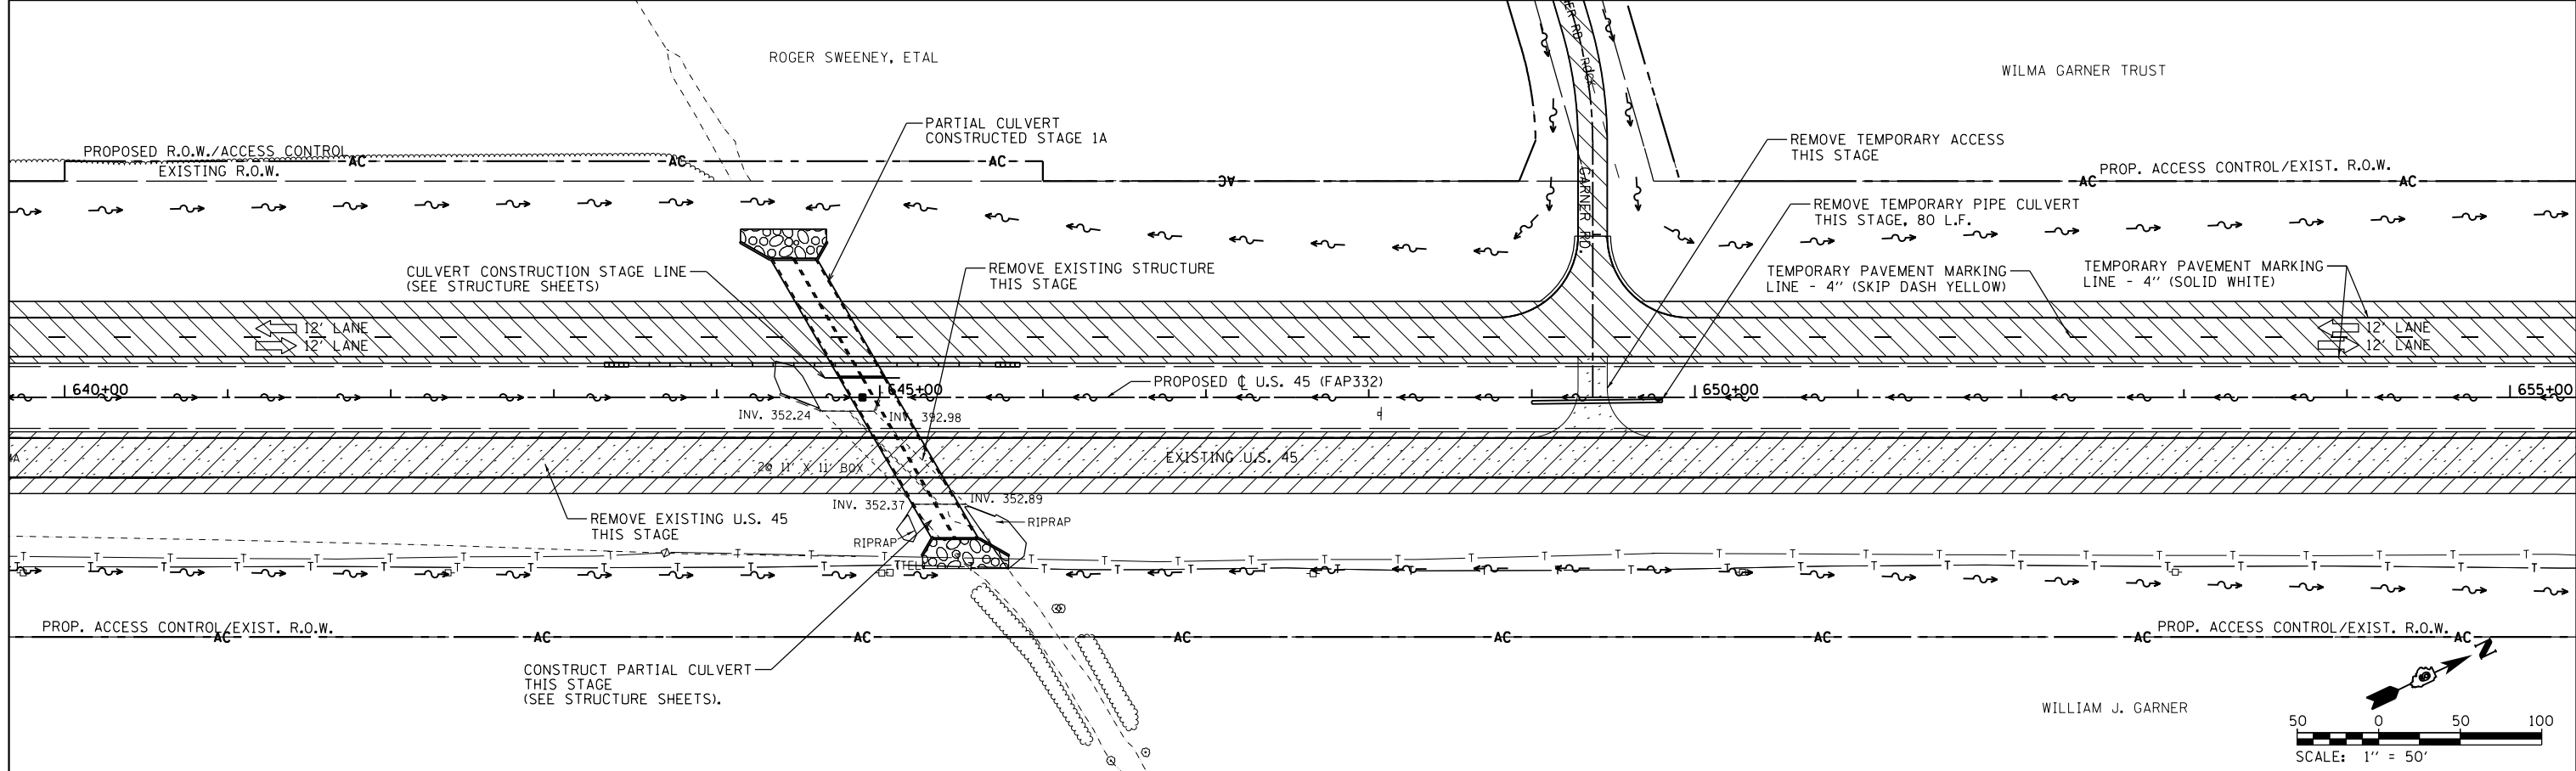 ROGER SWEENEY, ETAL
WILMA GARNER TRUST
PARTIAL CULVERT
CONSTRUCTED STAGE 1A
REMOVE TEMPORARY ACCESS
THIS STAGE
PROPOSED R.O.W./ACCESS CONTROL
AC
AC
AC
EXISTING R.O.W.
AC
PROP. ACCESS CONTROL/EXIST. R.O.W.
AC
AC
GARNER RD.
REMOVE TEMPORARY PIPE CULVERT
THIS STAGE, 80 L.F.
CULVERT CONSTRUCTION STAGE LINE
(SEE STRUCTURE SHEETS)
REMOVE EXISTING STRUCTURE
THIS STAGE
TEMPORARY PAVEMENT MARKING
LINE - 4'' (SKIP DASH YELLOW)
TEMPORARY PAVEMENT MARKING
LINE - 4'' (SOLID WHITE)
12' LANE
12' LANE
12' LANE
12' LANE
640+00
645+00
PROPOSED ℄ U.S. 45 (FAP332)
650+00
655+00
INV. 352.24
INV. 392.98
2@ 11' X 11' BOX
EXISTING U.S. 45
INV. 352.37
INV. 352.89
REMOVE EXISTING U.S. 45
THIS STAGE
RIPRAP
RIPRAP
PROP. ACCESS CONTROL/EXIST. R.O.W.
AC
AC
AC
AC
AC
AC
AC
PROP. ACCESS CONTROL/EXIST. R.O.W.
AC
CONSTRUCT PARTIAL CULVERT
THIS STAGE
(SEE STRUCTURE SHEETS).
N
WILLIAM J. GARNER
50 0 50 100
SCALE: 1'' = 50'